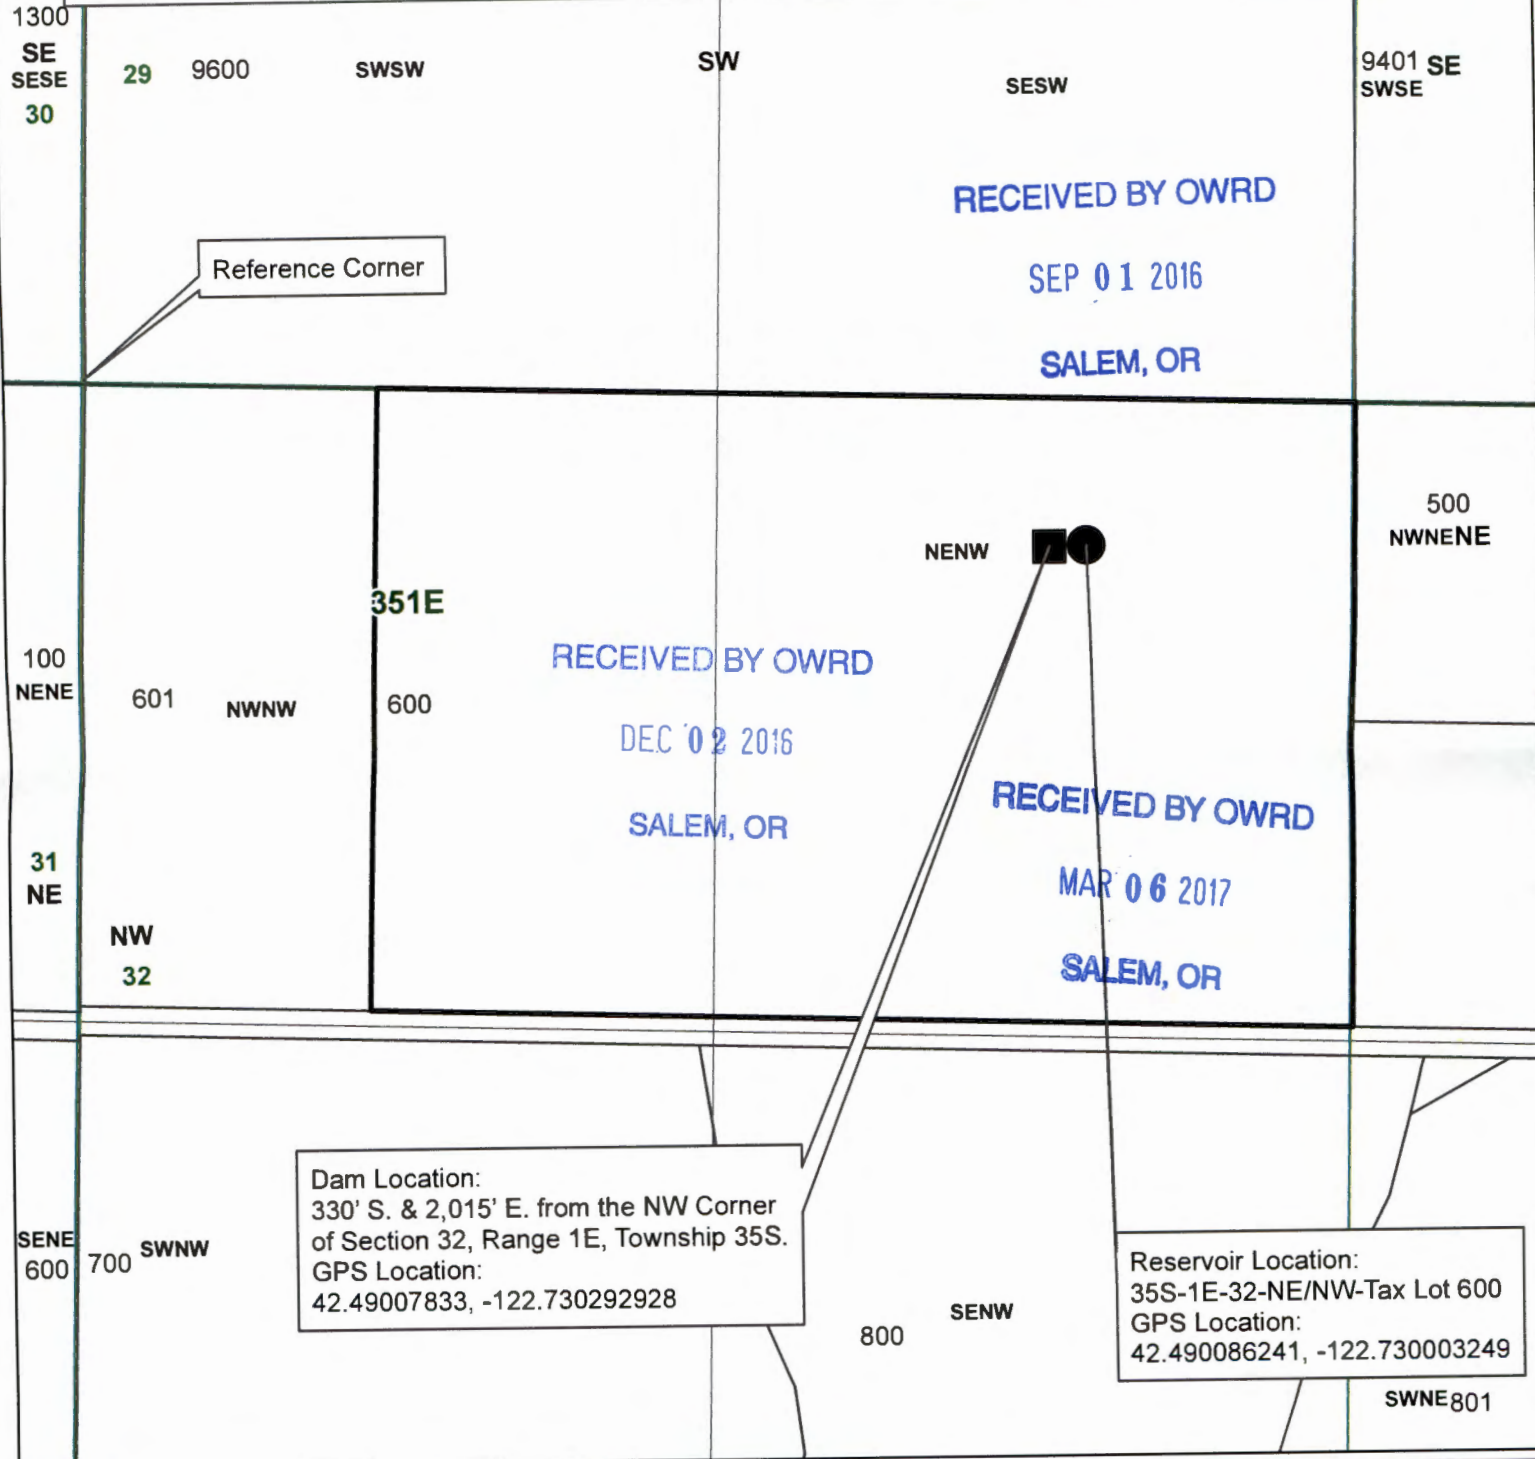 1300
SE
SESE
30
29
9600
SWSW
SW
SESW
9401 SE
SWSE
RECEIVED BY OWRD
SEP 01 2016
SALEM, OR
Reference Corner
500
NWNENE
NENW
351E
100
NENE
601
NWNW
600
RECEIVED BY OWRD
DEC 02 2016
SALEM, OR
RECEIVED BY OWRD
MAR 06 2017
SALEM, OR
31
NE
NW
32
Dam Location:
330' S. & 2,015' E. from the NW Corner
of Section 32, Range 1E, Township 35S.
GPS Location:
42.49007833, -122.730292928
SENE
600
700 SWNW
Reservoir Location:
35S-1E-32-NE/NW-Tax Lot 600
GPS Location:
42.490086241, -122.730003249
800
SENW
SWNE801